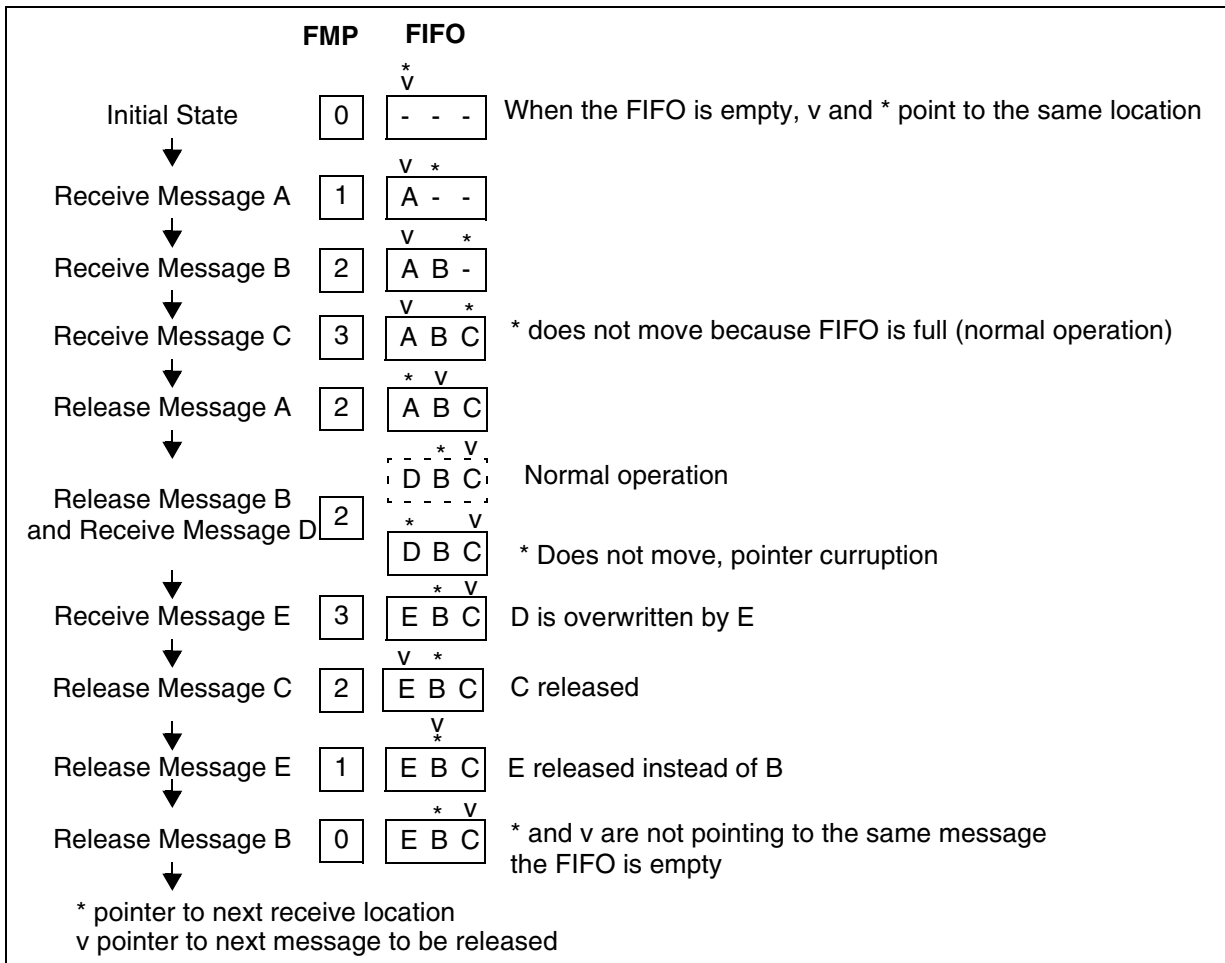 FMP FIFO
*
v
Initial State 0 - - - When the FIFO is empty, v and * point to the same location
v *
Receive Message A 1 A - -
v *
Receive Message B 2 A B -
v *
Receive Message C 3 A B C * does not move because FIFO is full (normal operation)
* v
Release Message A 2 A B C
* v
D B C Normal operation
Release Message B
and Receive Message D 2
* v
D B C * Does not move, pointer curruption
* v
Receive Message E 3 E B C D is overwritten by E
v *
Release Message C 2 E B C C released
v
*
Release Message E 1 E B C E released instead of B
* v
Release Message B 0 E B C * and v are not pointing to the same message
the FIFO is empty
* pointer to next receive location
v pointer to next message to be released